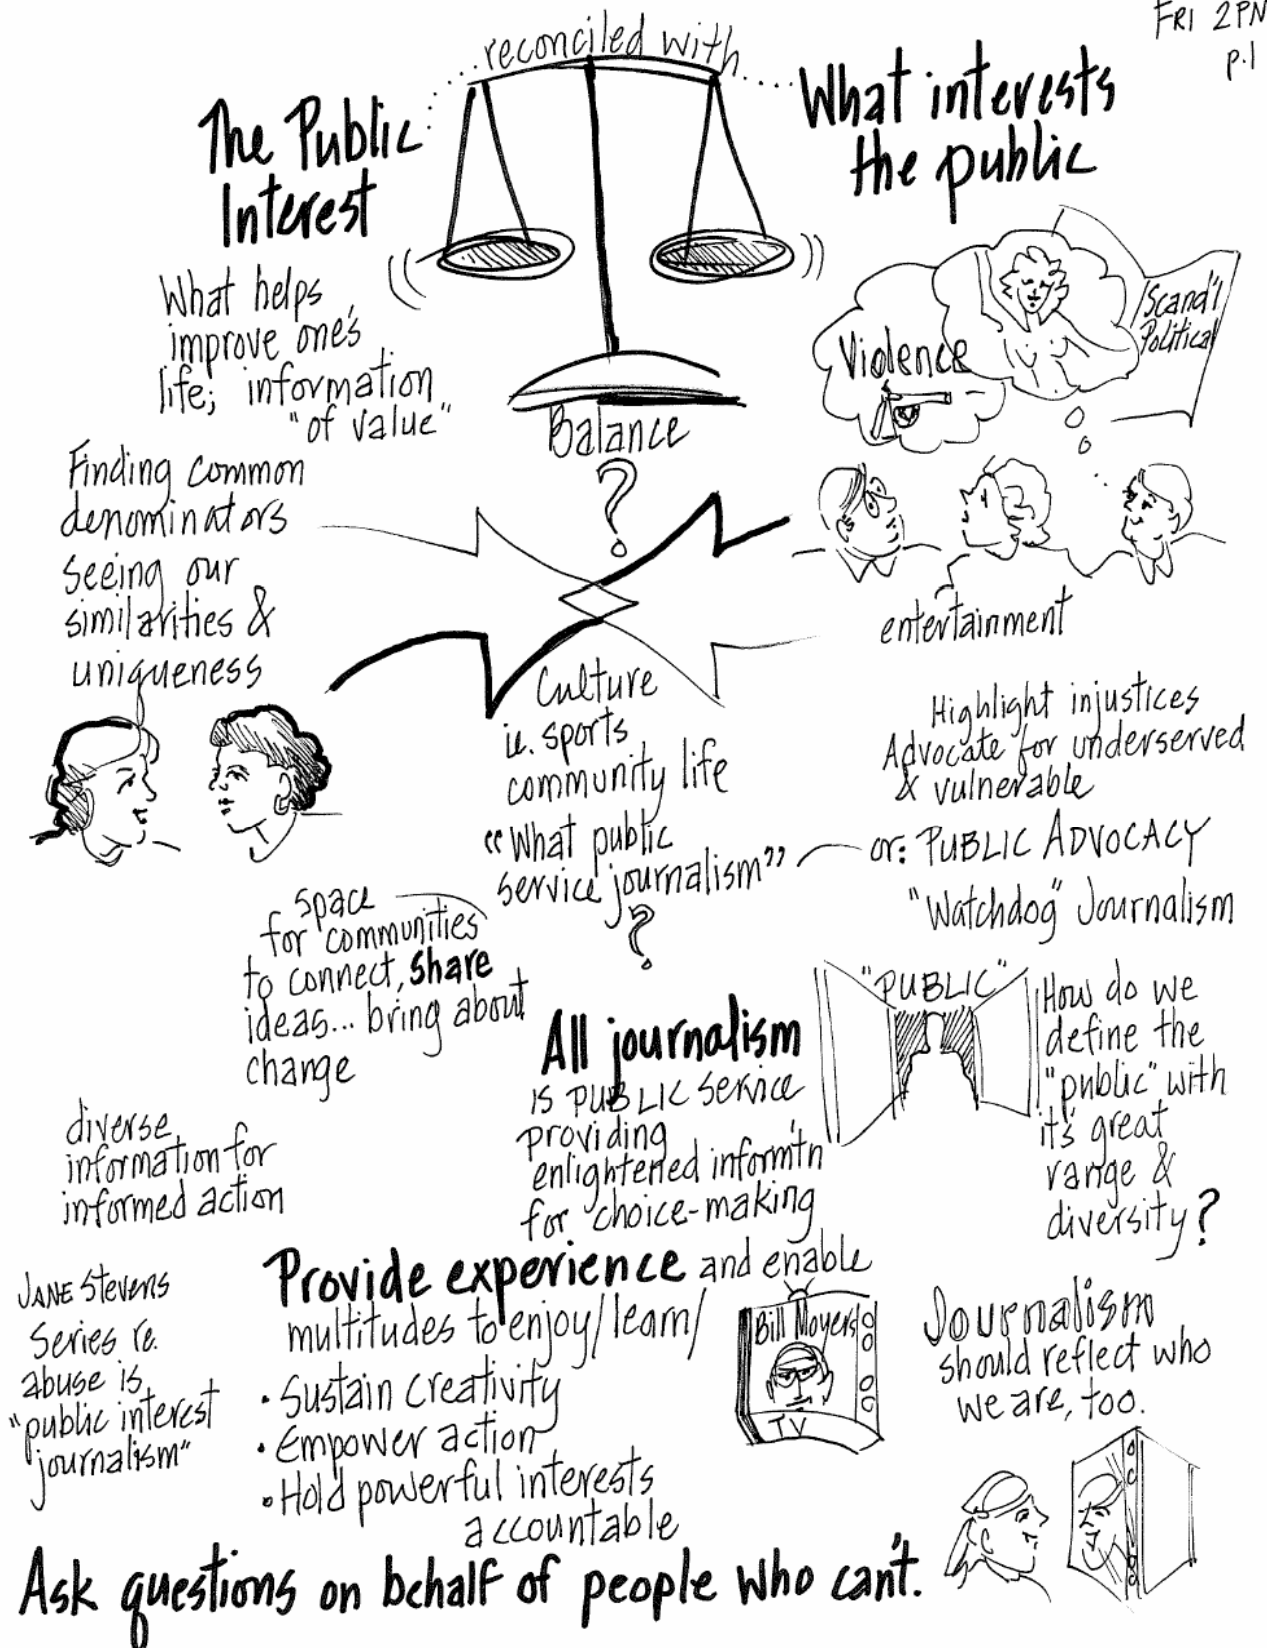 FRI 2PM
p.1
reconciled with
The Public
Interest
What interests
the public
What helps
improve one's
life; information
"of value"
Balance
?
Violence
Scand'l
Political
Finding common
denominators
seeing our
similarities &
uniqueness
entertainment
Culture
ie. sports
community life
"What public
service journalism"
?
Highlight injustices
Advocate for underserved
& vulnerable
or: PUBLIC ADVOCACY
"Watchdog" Journalism
space
for communities
to connect, share
ideas... bring about
change
All journalism
is PUBLIC service
providing
enlightened inform'tn
for choice-making
"PUBLIC"
How do we
define the
"public" with
it's great
range &
diversity?
diverse
information for
informed action
JANE Stevens
Series re.
abuse is
"public interest
journalism"
Provide experience and enable
multitudes to enjoy/learn/
• Sustain creativity
• Empower action
• Hold powerful interests
accountable
Bill Moyers
TV
Journalism
should reflect who
we are, too.
Ask questions on behalf of people who can't.